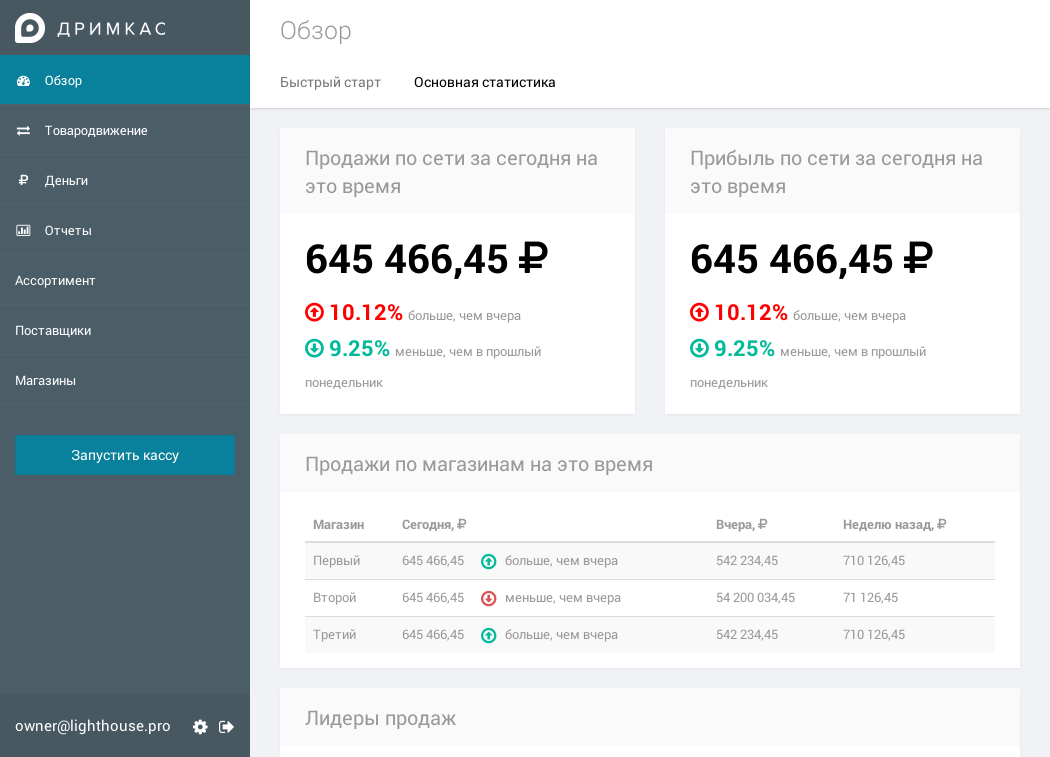 ДРИМКАС
Обзор
Товародвижение
Деньги
Отчеты
Ассортимент
Поставщики
Магазины
Запустить кассу
owner@lighthouse.pro
Обзор
Быстрый старт Основная статистика
Продажи по сети за сегодня на
это время
645 466,45 ₽
10.12% больше, чем вчера
9.25% меньше, чем в прошлый
понедельник
Прибыль по сети за сегодня на
это время
645 466,45 ₽
10.12% больше, чем вчера
9.25% меньше, чем в прошлый
понедельник
Продажи по магазинам на это время
Магазин Сегодня, ₽ Вчера, ₽ Неделю назад, ₽
Первый 645 466,45 больше, чем вчера 542 234,45 710 126,45
Второй 645 466,45 меньше, чем вчера 54 200 034,45 71 126,45
Третий 645 466,45 больше, чем вчера 542 234,45 710 126,45
Лидеры продаж